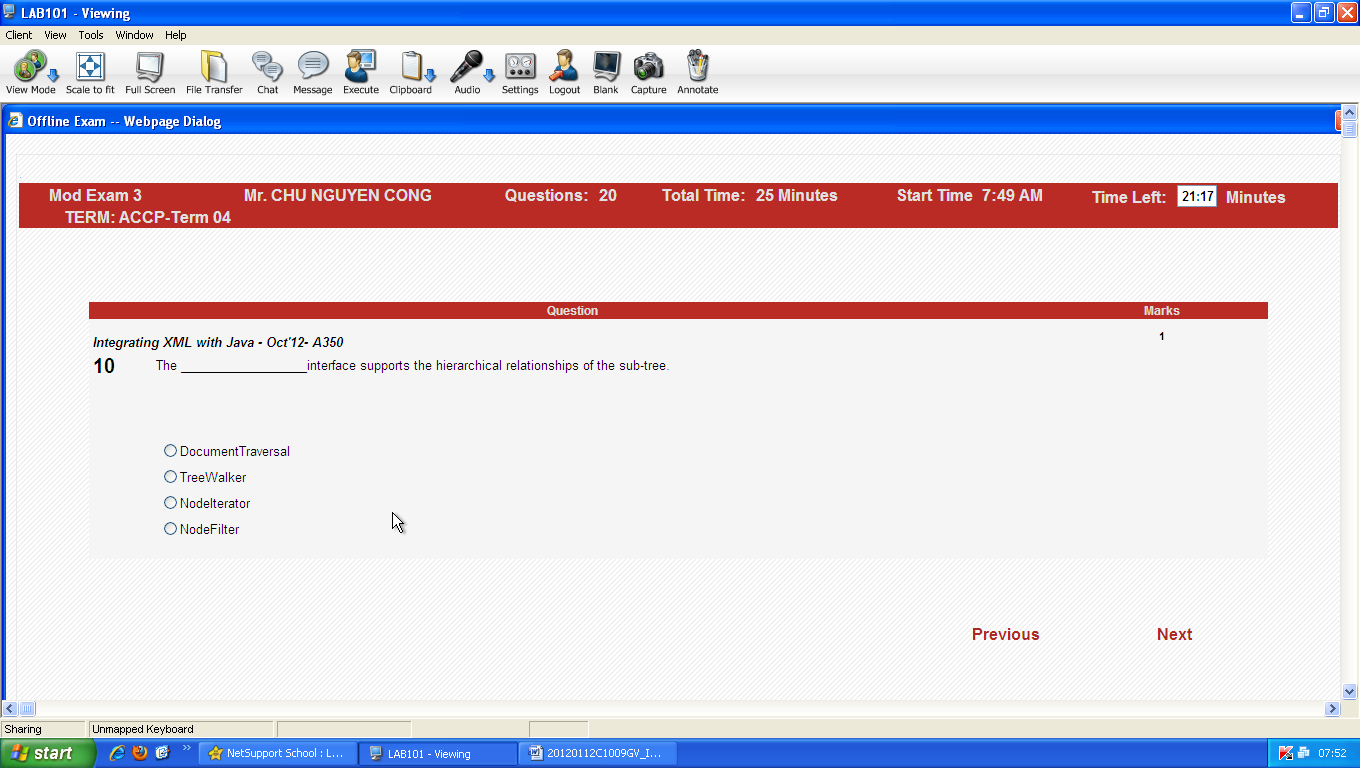 LAB101 - Viewing
Client View Tools Window Help
View Mode Scale to fit Full Screen File Transfer Chat Message Execute Clipboard Audio Settings Logout Blank Capture Annotate
Offline Exam -- Webpage Dialog
Mod Exam 3 Mr. CHU NGUYEN CONG Questions: 20 Total Time: 25 Minutes Start Time 7:49 AM Time Left: 21:17 Minutes
TERM: ACCP-Term 04
Question Marks
Integrating XML with Java - Oct'12- A350 1
10 The __________________interface supports the hierarchical relationships of the sub-tree.
DocumentTraversal
TreeWalker
NodeIterator
NodeFilter
Previous Next
Sharing Unmapped Keyboard
start NetSupport School : L... LAB101 - Viewing 20120112C1009GV_I... 07:52